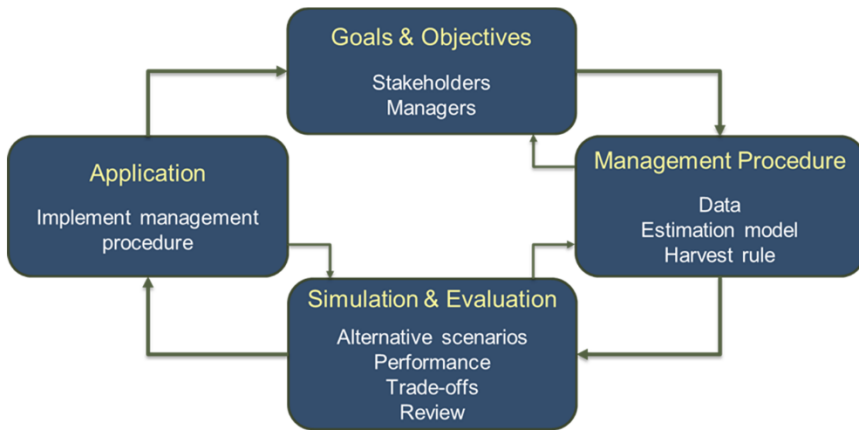 Goals & Objectives
Stakeholders
Managers
Management Procedure
Data
Estimation model
Harvest rule
Simulation & Evaluation
Alternative scenarios
Performance
Trade-offs
Review
Application
Implement management
procedure